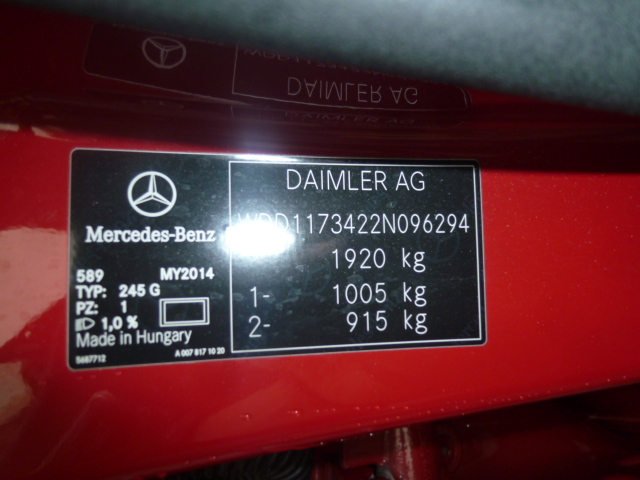 Mercedes-Benz
589 MY2014
TYP: 245 G
PZ: 1
1,0 %
Made in Hungary
5687712 A 007 817 10 20
DAIMLER AG
WDD1173422N096294
1920 kg
1- 1005 kg
2- 915 kg
DAIMLER AG